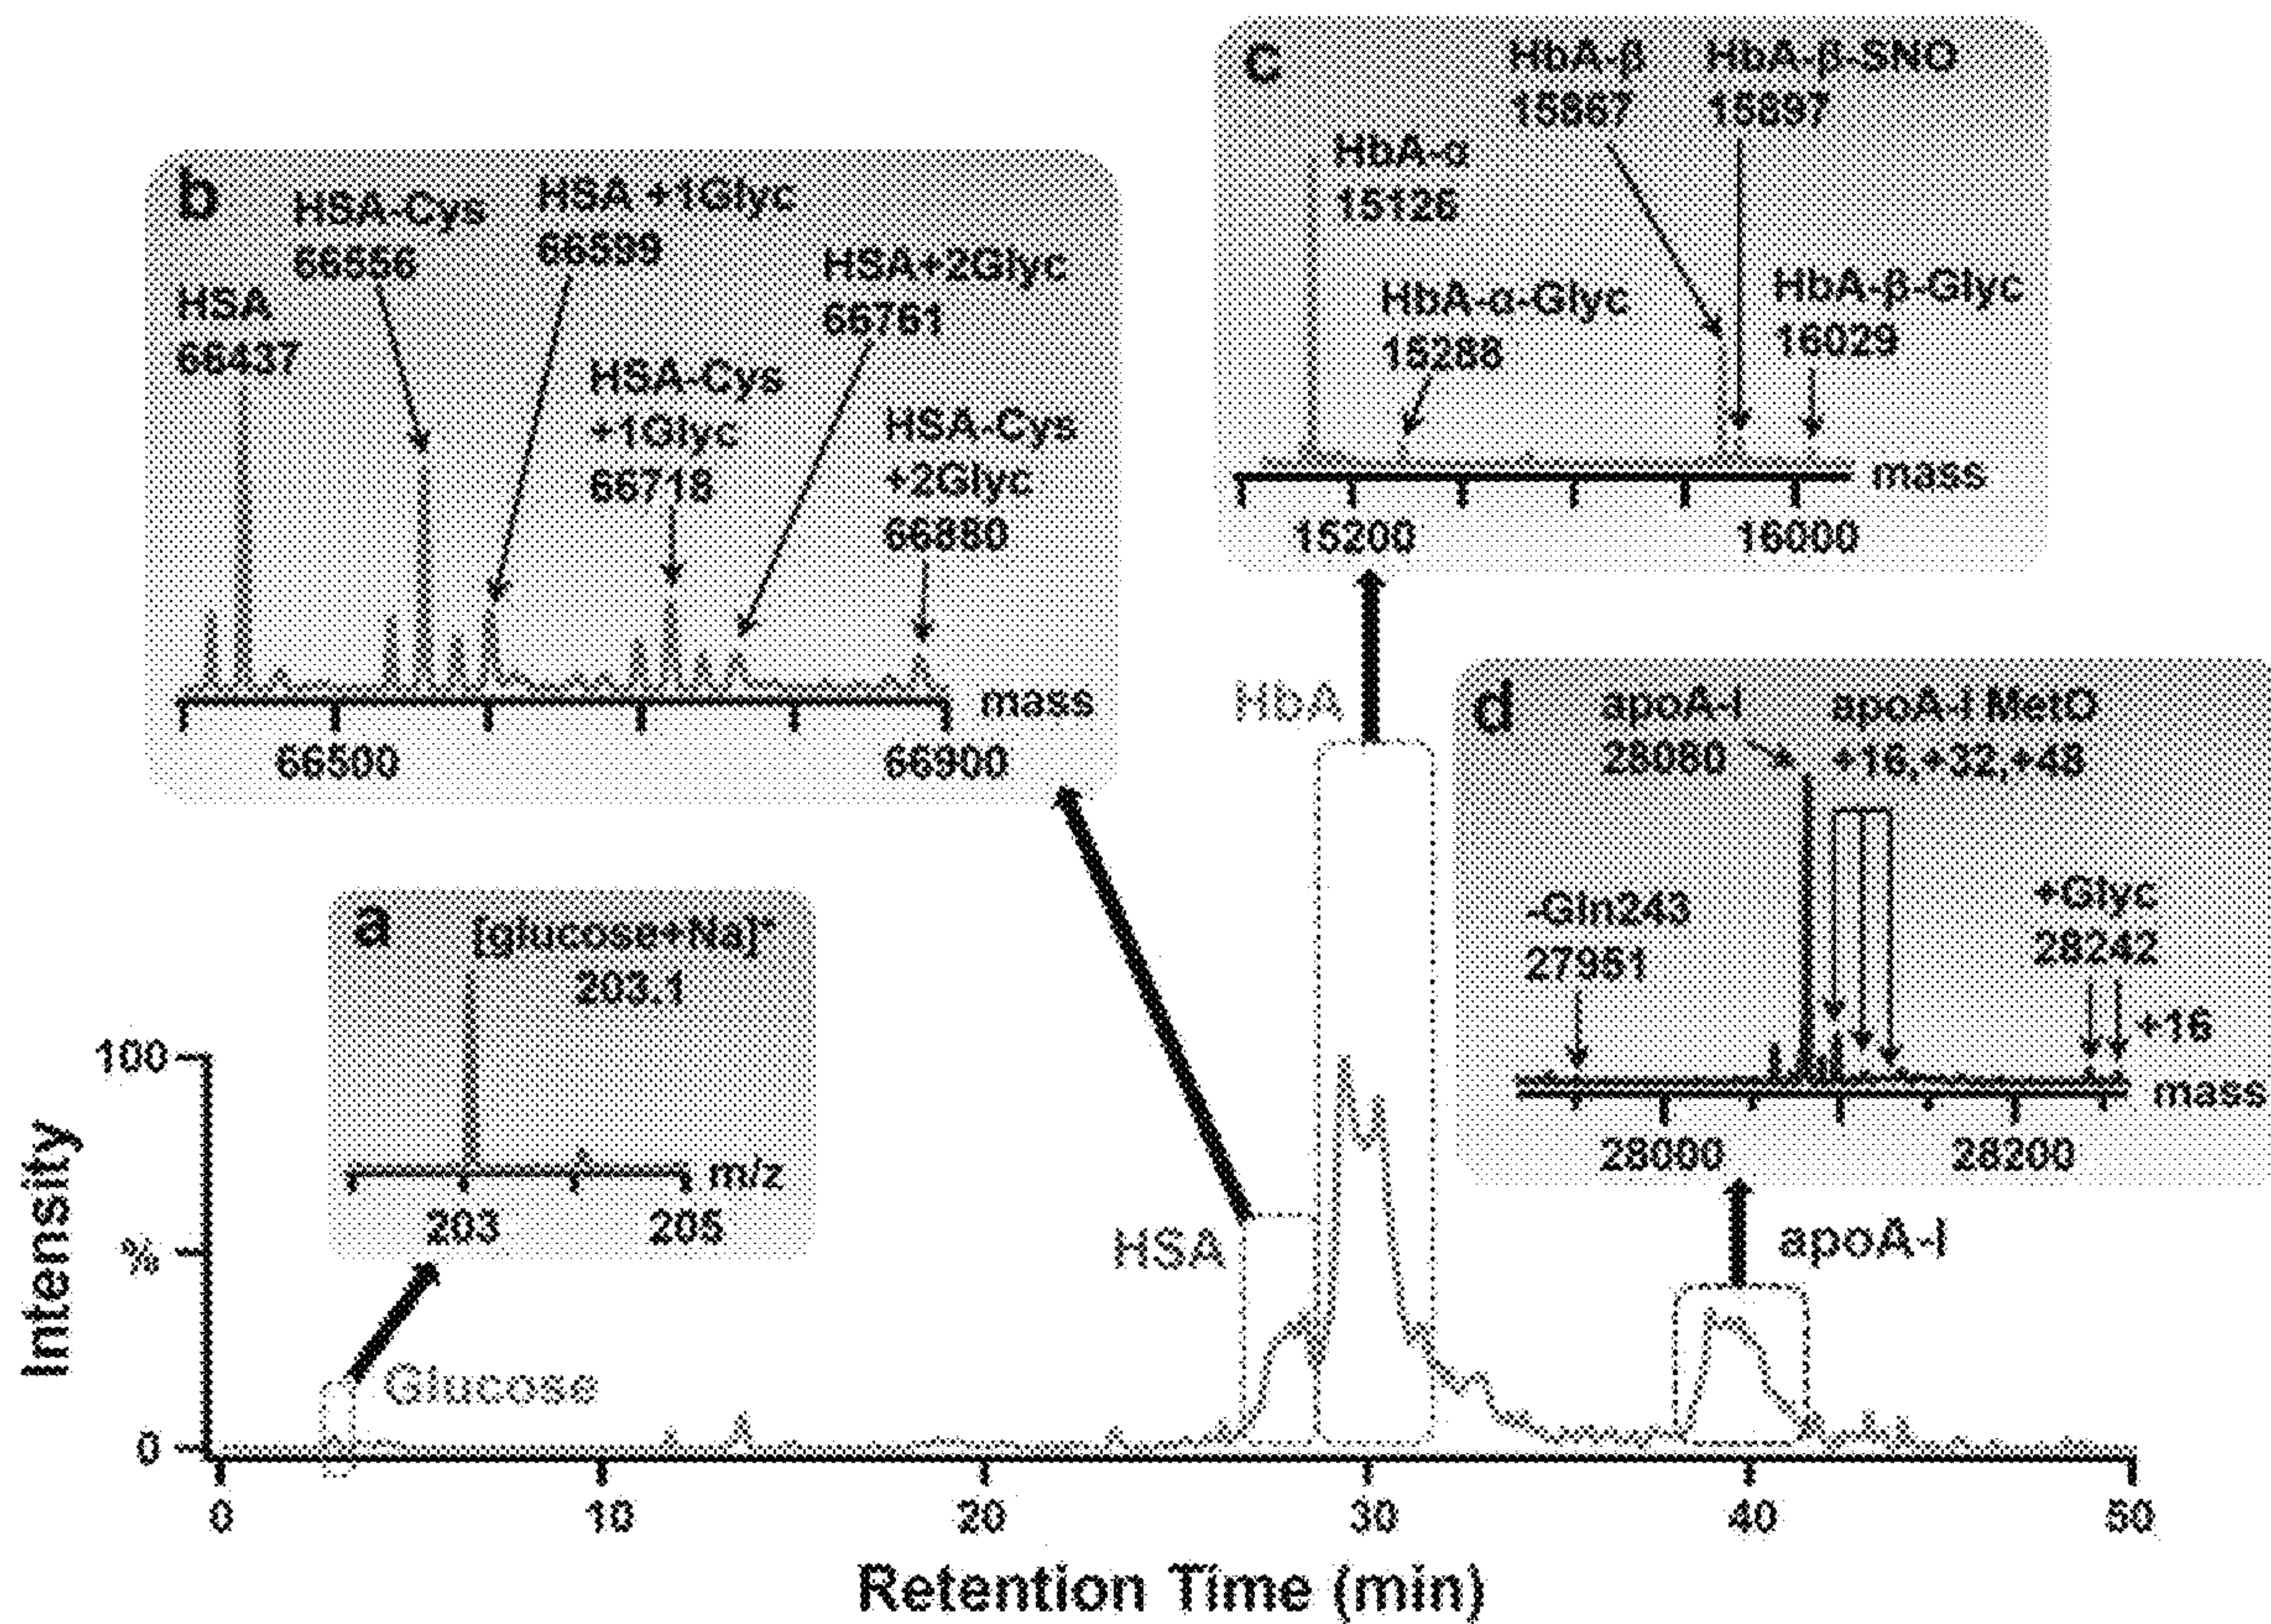 c
HbA-β
15867
HbA-β-SNO
15897
HbA-α
15126
HbA-α-Glyc
15288
HbA-β-Glyc
16029
mass
15200
16000
b
HSA-Cys
66556
HSA +1Glyc
66599
HSA+2Glyc
66761
HSA
66437
HSA-Cys
+1Glyc
66718
HSA-Cys
+2Glyc
66880
mass
66500
66900
HbA
d
apoA-I
28080
apoA-I MetO
+16,+32,+48
-Gln243
27951
+Glyc
28242
+16
mass
28000
28200
a
[glucose+Na]⁺
203.1
m/z
203
205
HSA
apoA-I
Glucose
100
%
0
Intensity
0
10
20
30
40
50
Retention Time (min)